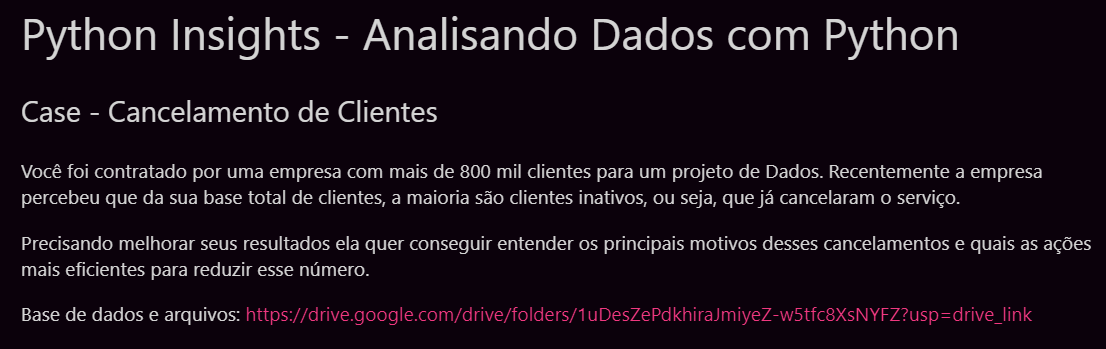 Python Insights - Analisando Dados com Python
Case - Cancelamento de Clientes
Você foi contratado por uma empresa com mais de 800 mil clientes para um projeto de Dados. Recentemente a empresa
percebeu que da sua base total de clientes, a maioria são clientes inativos, ou seja, que já cancelaram o serviço.
Precisando melhorar seus resultados ela quer conseguir entender os principais motivos desses cancelamentos e quais as ações
mais eficientes para reduzir esse número.
Base de dados e arquivos: https://drive.google.com/drive/folders/1uDesZePdkhiraJmiyeZ-w5tfc8XsNYFZ?usp=drive_link